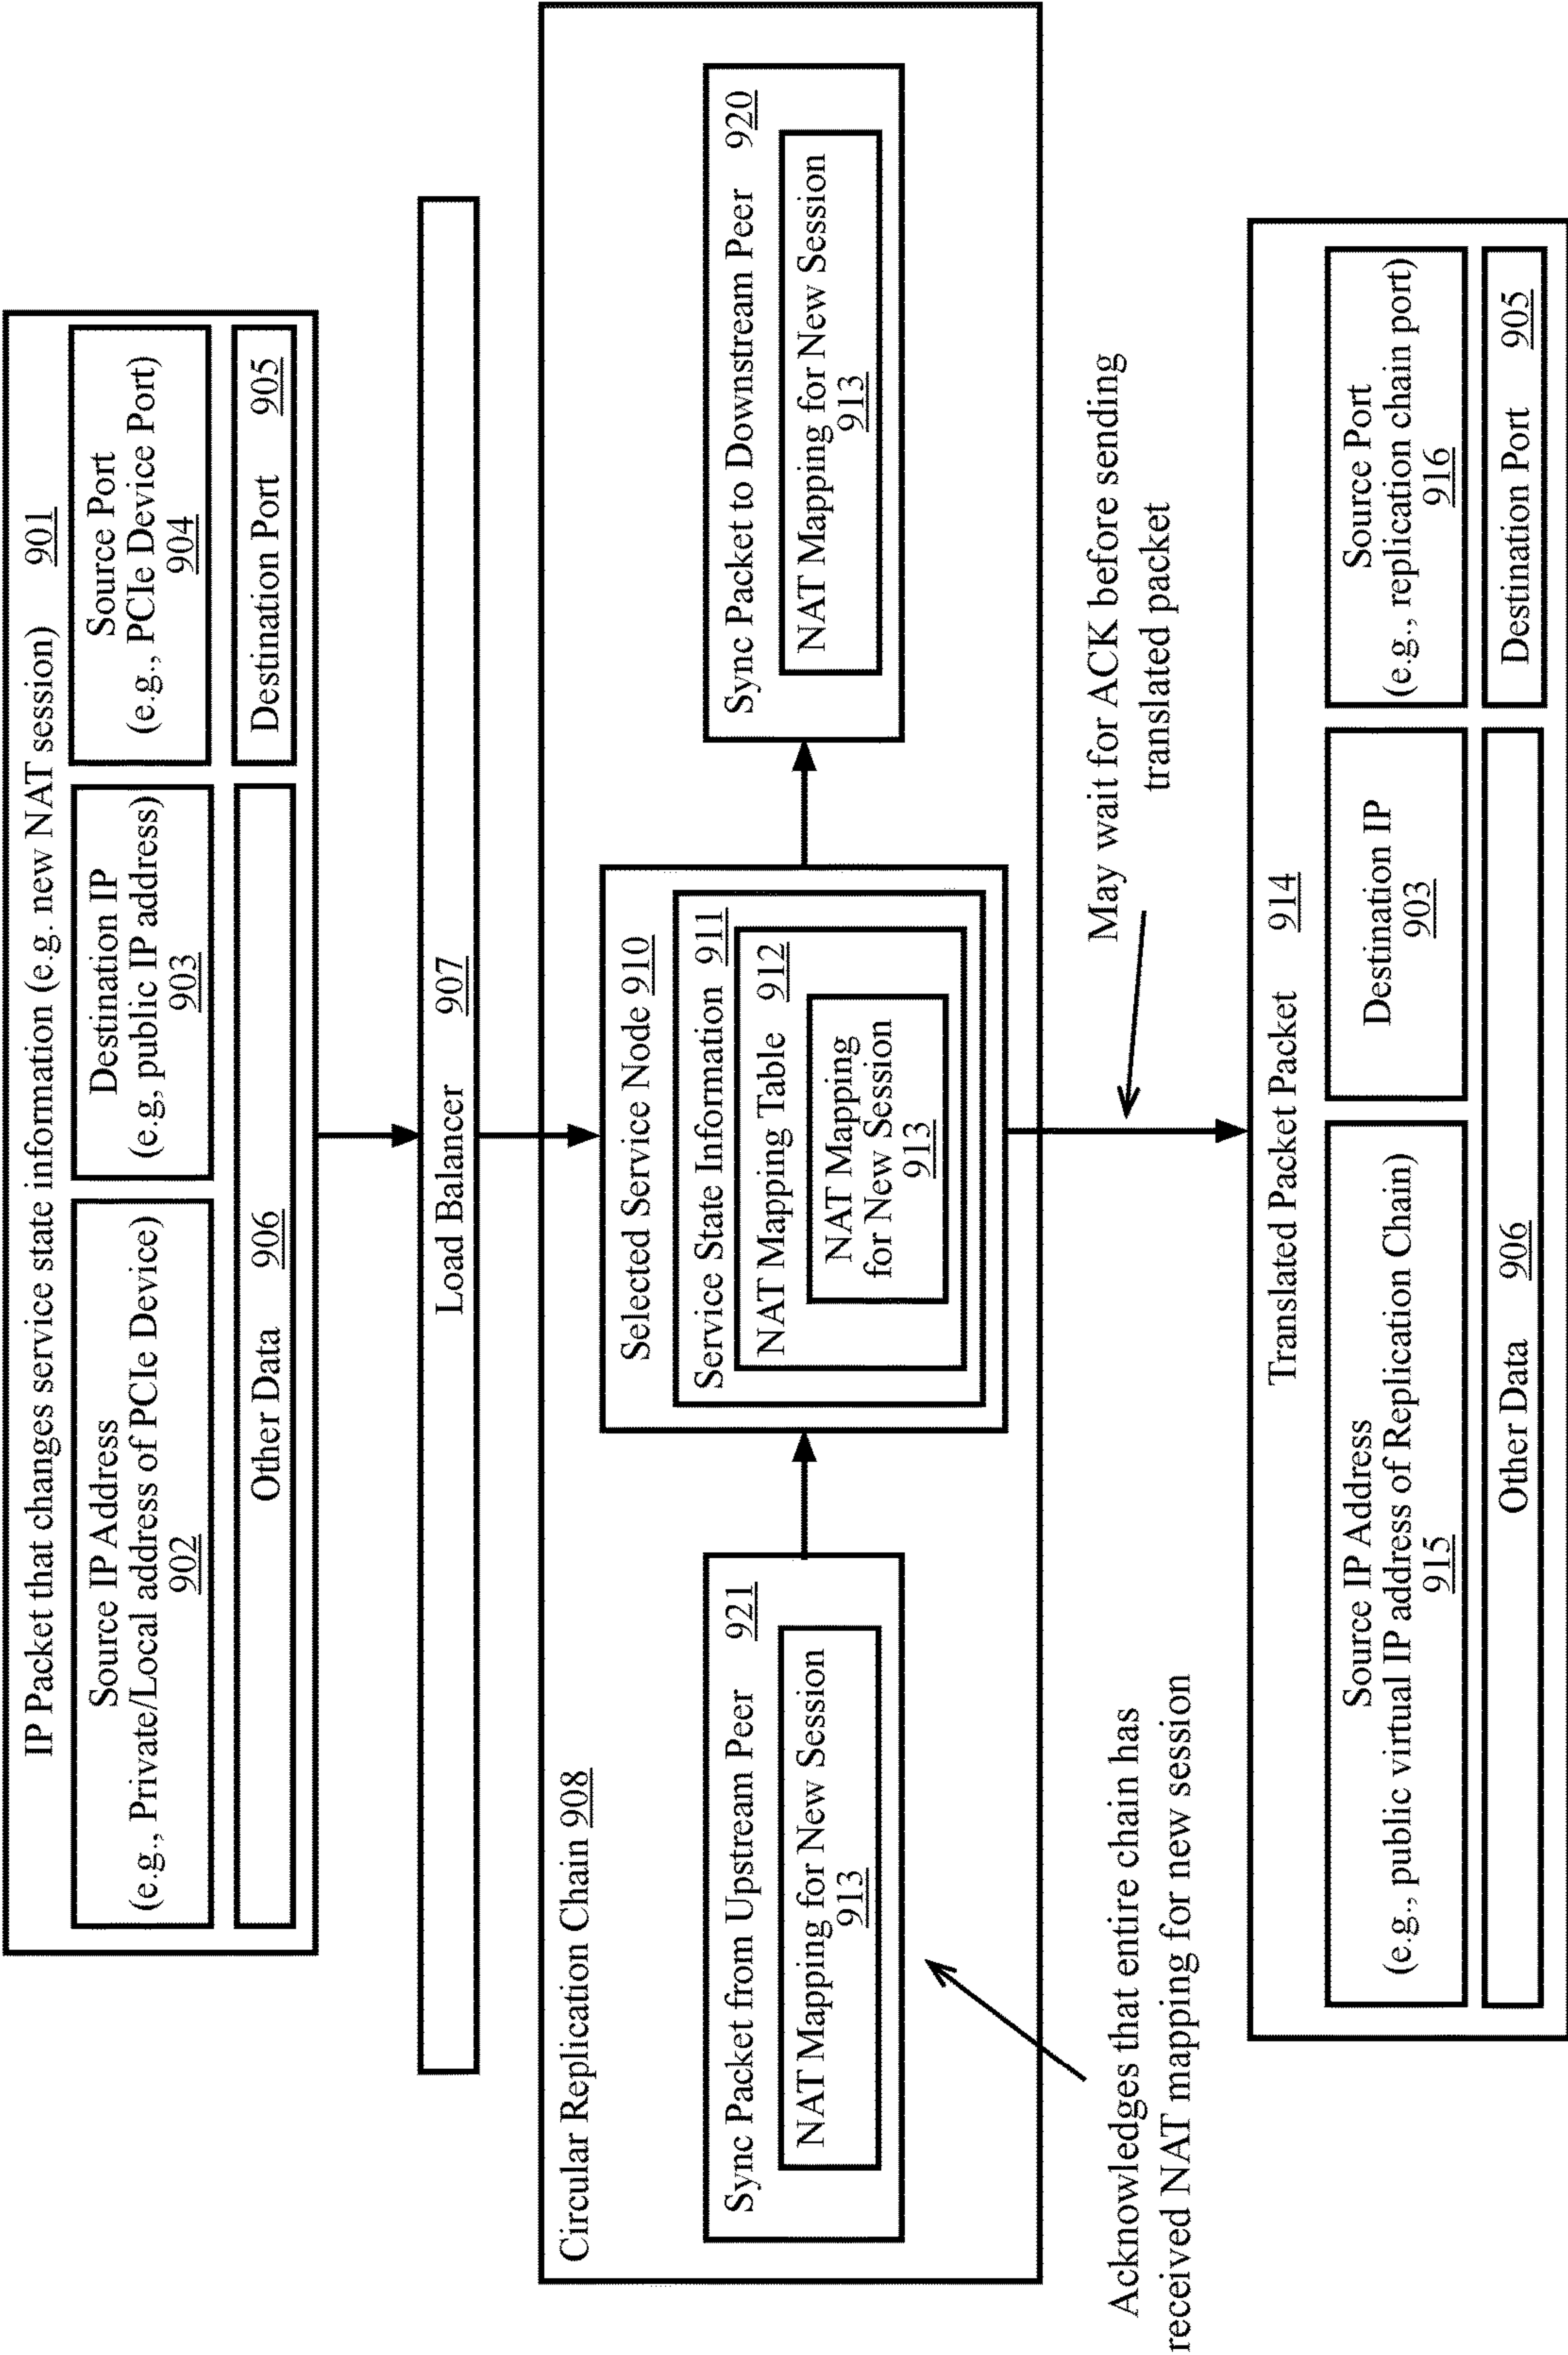 IP Packet that changes service state information (e.g. new NAT session) 901
Source IP Address
(e.g., Private/Local address of PCIe Device)
902
Destination IP
(e.g, public IP address)
903
Source Port
(e.g., PCIe Device Port)
904
Other Data 906
Destination Port 905
Load Balancer 907
Circular Replication Chain 908
Sync Packet from Upstream Peer 921
NAT Mapping for New Session
913
Selected Service Node 910
Service State Information 911
NAT Mapping Table 912
NAT Mapping
for New Session
913
Sync Packet to Downstream Peer 920
NAT Mapping for New Session
913
Acknowledges that entire chain has
received NAT mapping for new session
May wait for ACK before sending
translated packet
Translated Packet Packet 914
Source IP Address
(e.g., public virtual IP address of Replication Chain)
915
Destination IP
903
Source Port
(e.g., replication chain port)
916
Other Data 906
Destination Port 905